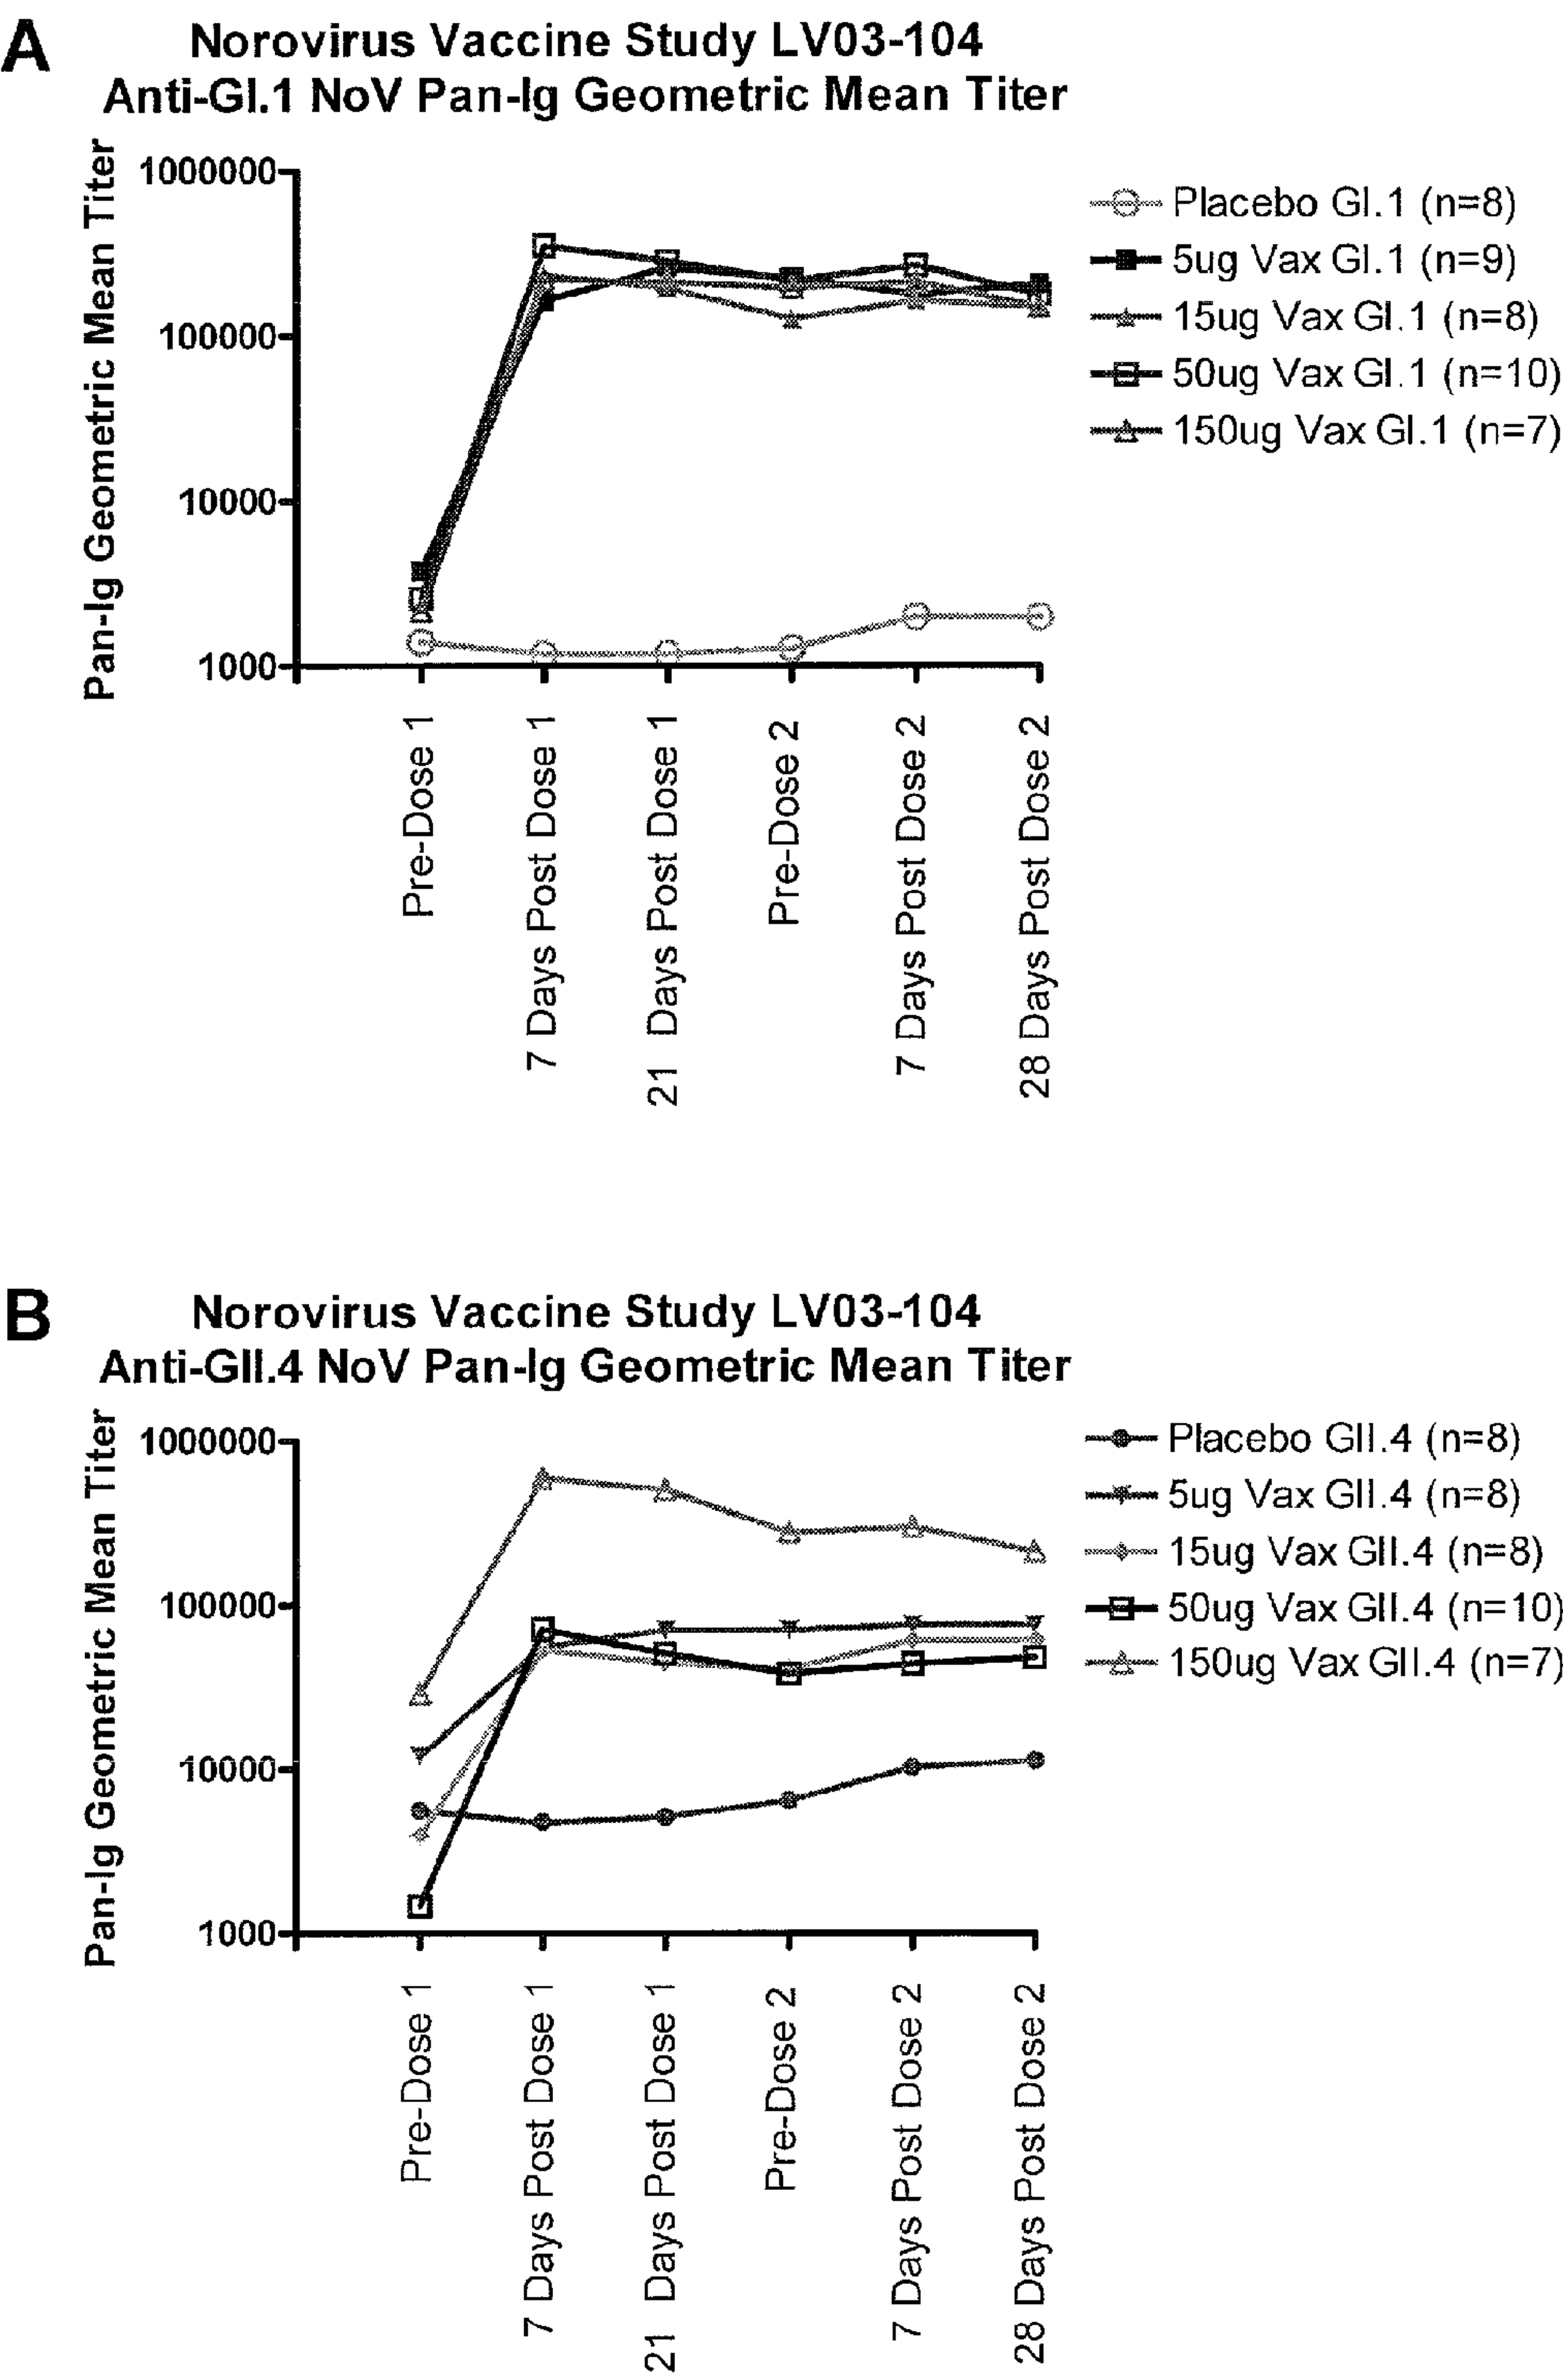 A
Norovirus Vaccine Study LV03-104
Anti-GI.1 NoV Pan-Ig Geometric Mean Titer
Pan-Ig Geometric Mean Titer
1000000
100000
10000
1000
Placebo GI.1 (n=8)
5ug Vax GI.1 (n=9)
15ug Vax GI.1 (n=8)
50ug Vax GI.1 (n=10)
150ug Vax GI.1 (n=7)
Pre-Dose 1
7 Days Post Dose 1
21 Days Post Dose 1
Pre-Dose 2
7 Days Post Dose 2
28 Days Post Dose 2
B
Norovirus Vaccine Study LV03-104
Anti-GII.4 NoV Pan-Ig Geometric Mean Titer
Pan-Ig Geometric Mean Titer
1000000
100000
10000
1000
Placebo GII.4 (n=8)
5ug Vax GII.4 (n=8)
15ug Vax GII.4 (n=8)
50ug Vax GII.4 (n=10)
150ug Vax GII.4 (n=7)
Pre-Dose 1
7 Days Post Dose 1
21 Days Post Dose 1
Pre-Dose 2
7 Days Post Dose 2
28 Days Post Dose 2